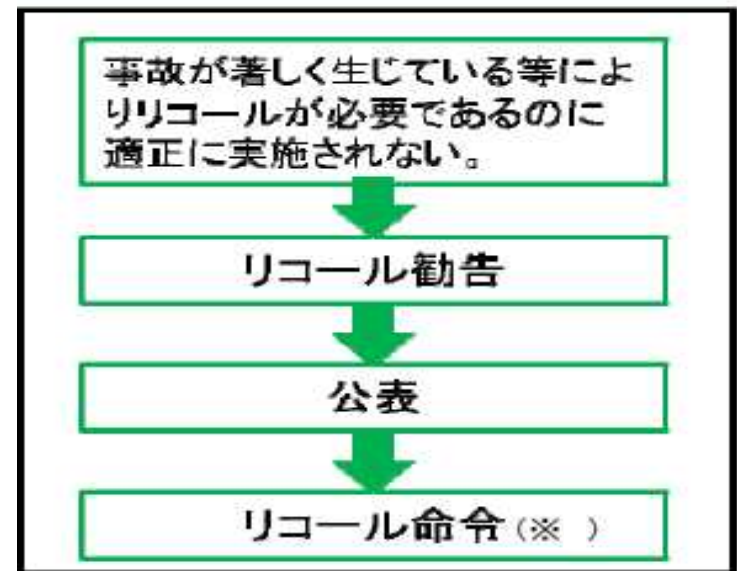 事故が著しく生じている等によ
りリコールが必要であるのに
適正に実施されない。
リコール勧告
公表
リコール命令(※ )